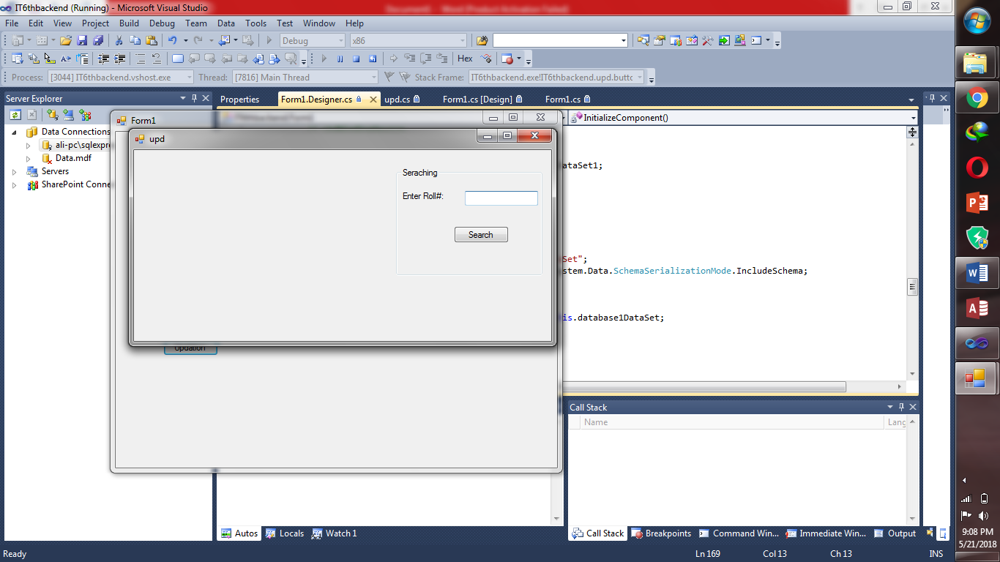 IT6thbackend (Running) - Microsoft Visual Studio
File Edit View Project Build Debug Team Data Tools Test Window Help
Debug x86
Hex
Process: [3044] IT6thbackend.vshost.exe Thread: [7816] Main Thread Stack Frame: IT6thbackend.exe!IT6thbackend.upd.buttc
Server Explorer
Properties Form1.Designer.cs upd.cs Form1.cs [Design] Form1.cs
Form1
InitializeComponent()
Data Connections
ali-pc\sqlexpre
Data.mdf
Servers
SharePoint Conne
upd
Seraching
Enter Roll#:
Search
Updation
ataSet1;
Set";
stem.Data.SchemaSerializationMode.IncludeSchema;
is.database1DataSet;
Call Stack
Name Lang
Autos Locals Watch 1
Call Stack Breakpoints Command Win... Immediate Win... Output
Ready Ln 169 Col 13 Ch 13 INS
9:08 PM
5/21/2018